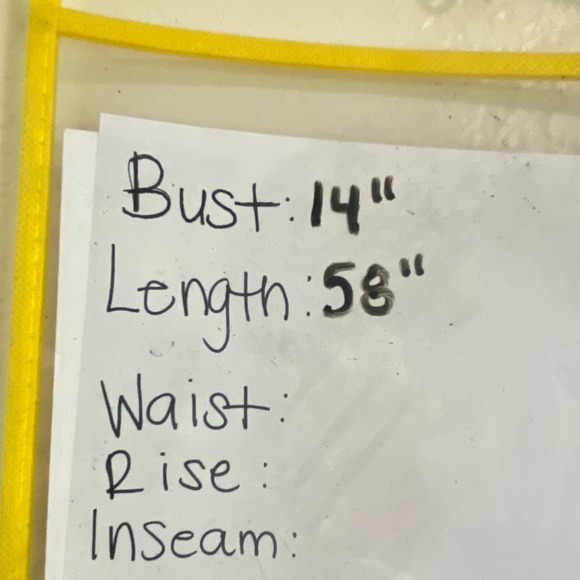 Bust: 14"
Length: 58"
Waist:
Rise:
Inseam: